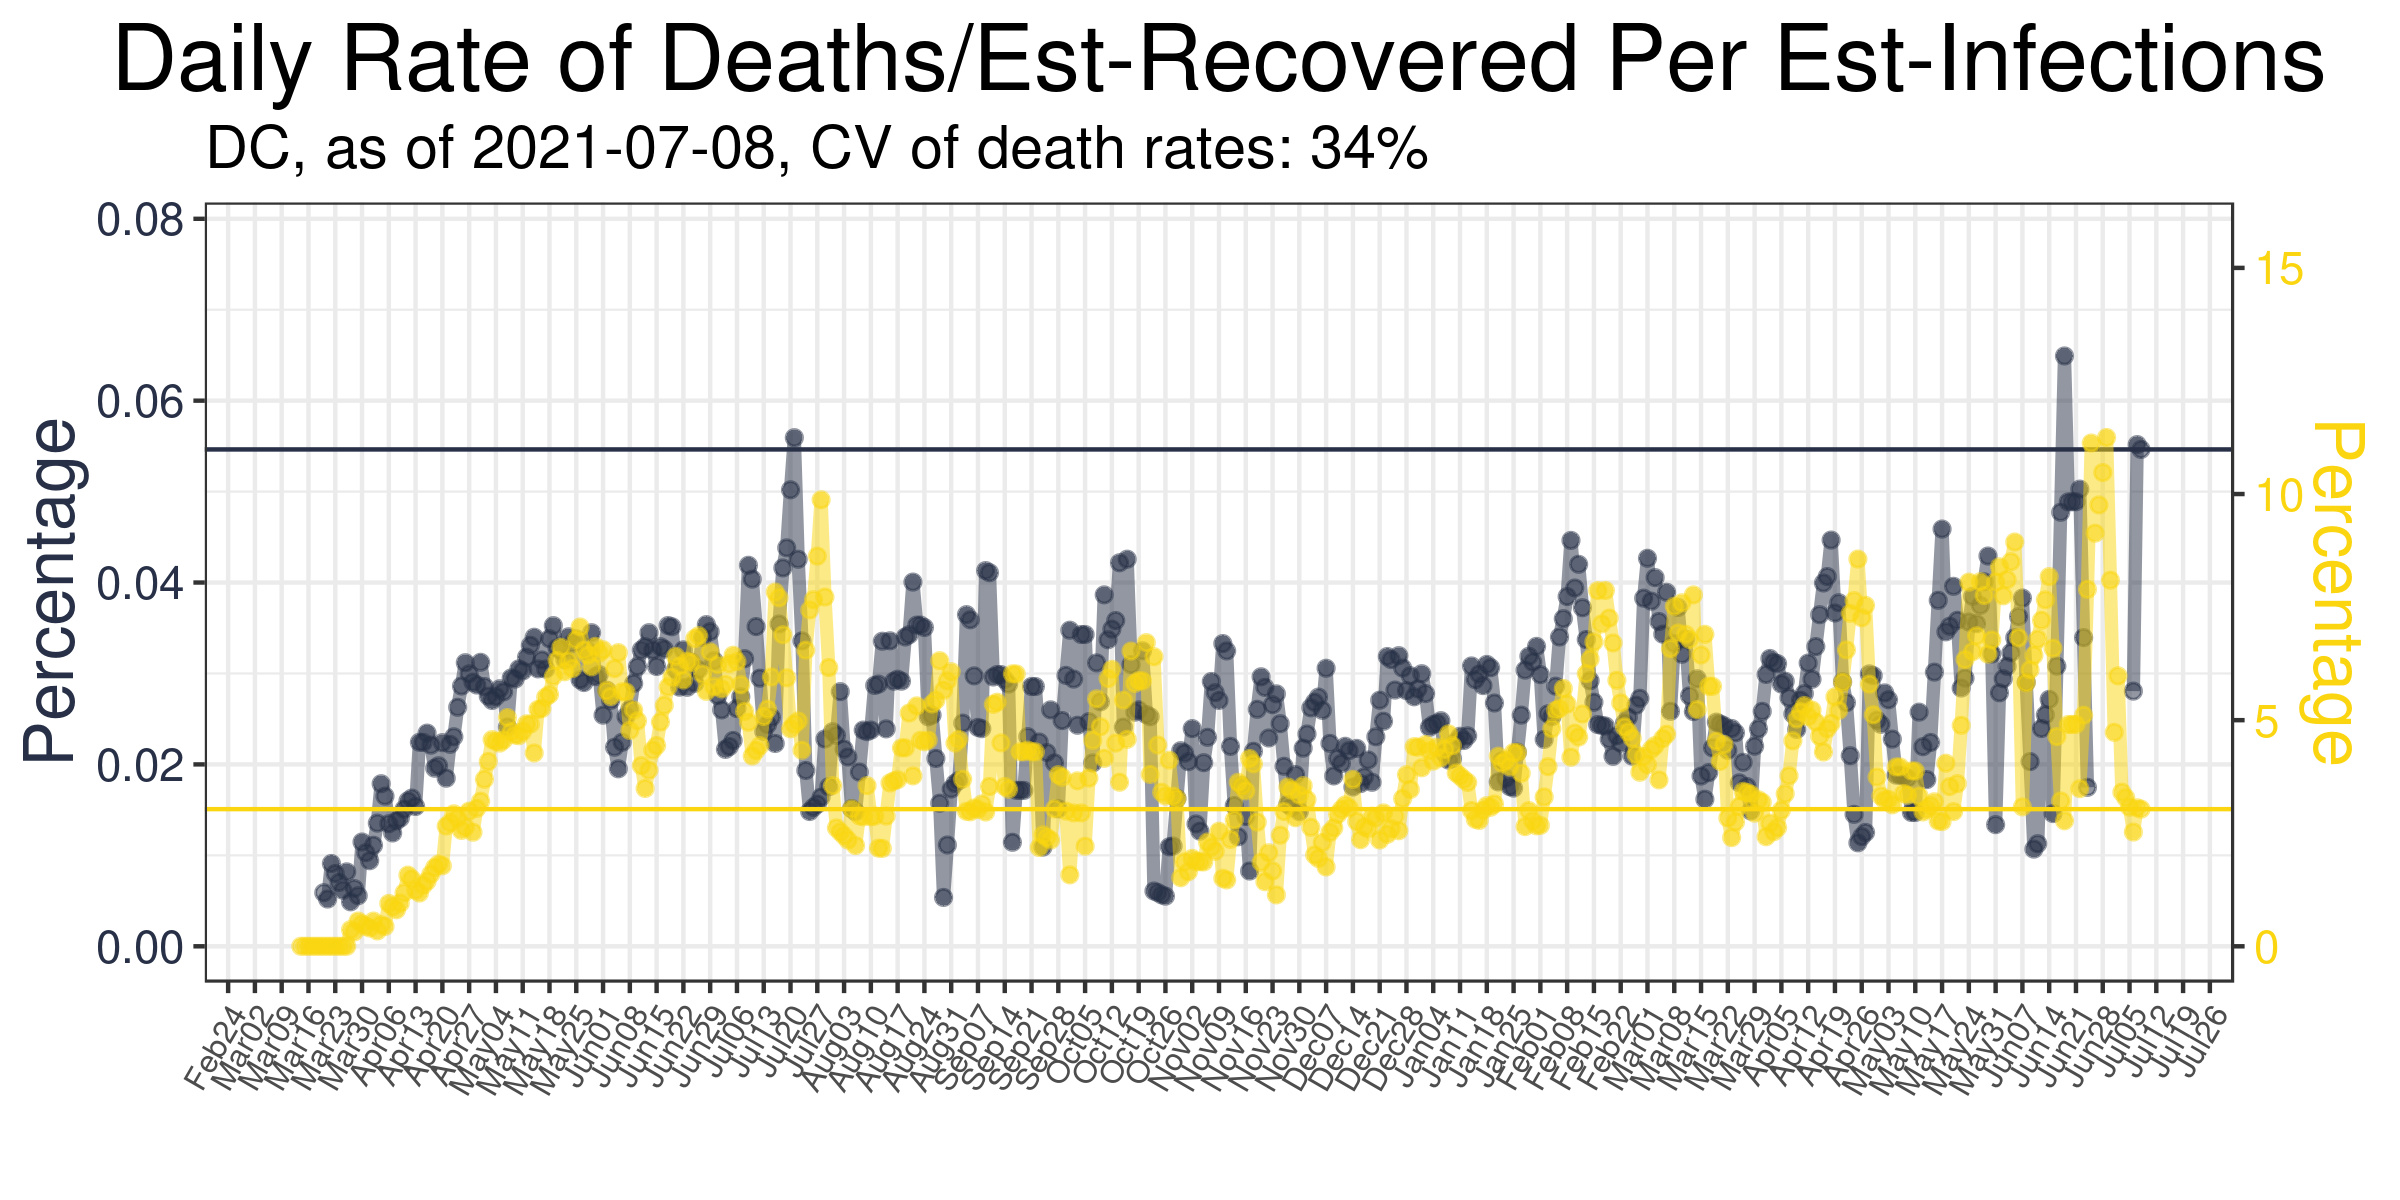 Daily Rate of Deaths/Est-Recovered Per Est-Infections
DC, as of 2021-07-08, CV of death rates: 34%
0.08
0.06
0.04
0.02
0.00
Percentage
15
10
5
0
Percentage
Feb24
Mar02
Mar09
Mar16
Mar23
Mar30
Apr06
Apr13
Apr20
Apr27
May04
May11
May18
May25
Jun01
Jun08
Jun15
Jun22
Jun29
Jul06
Jul13
Jul20
Jul27
Aug03
Aug10
Aug17
Aug24
Aug31
Sep07
Sep14
Sep21
Sep28
Oct05
Oct12
Oct19
Oct26
Nov02
Nov09
Nov16
Nov23
Nov30
Dec07
Dec14
Dec21
Dec28
Jan04
Jan11
Jan18
Jan25
Feb01
Feb08
Feb15
Feb22
Mar01
Mar08
Mar15
Mar22
Mar29
Apr05
Apr12
Apr19
Apr26
May03
May10
May17
May24
May31
Jun07
Jun14
Jun21
Jun28
Jul05
Jul12
Jul19
Jul26